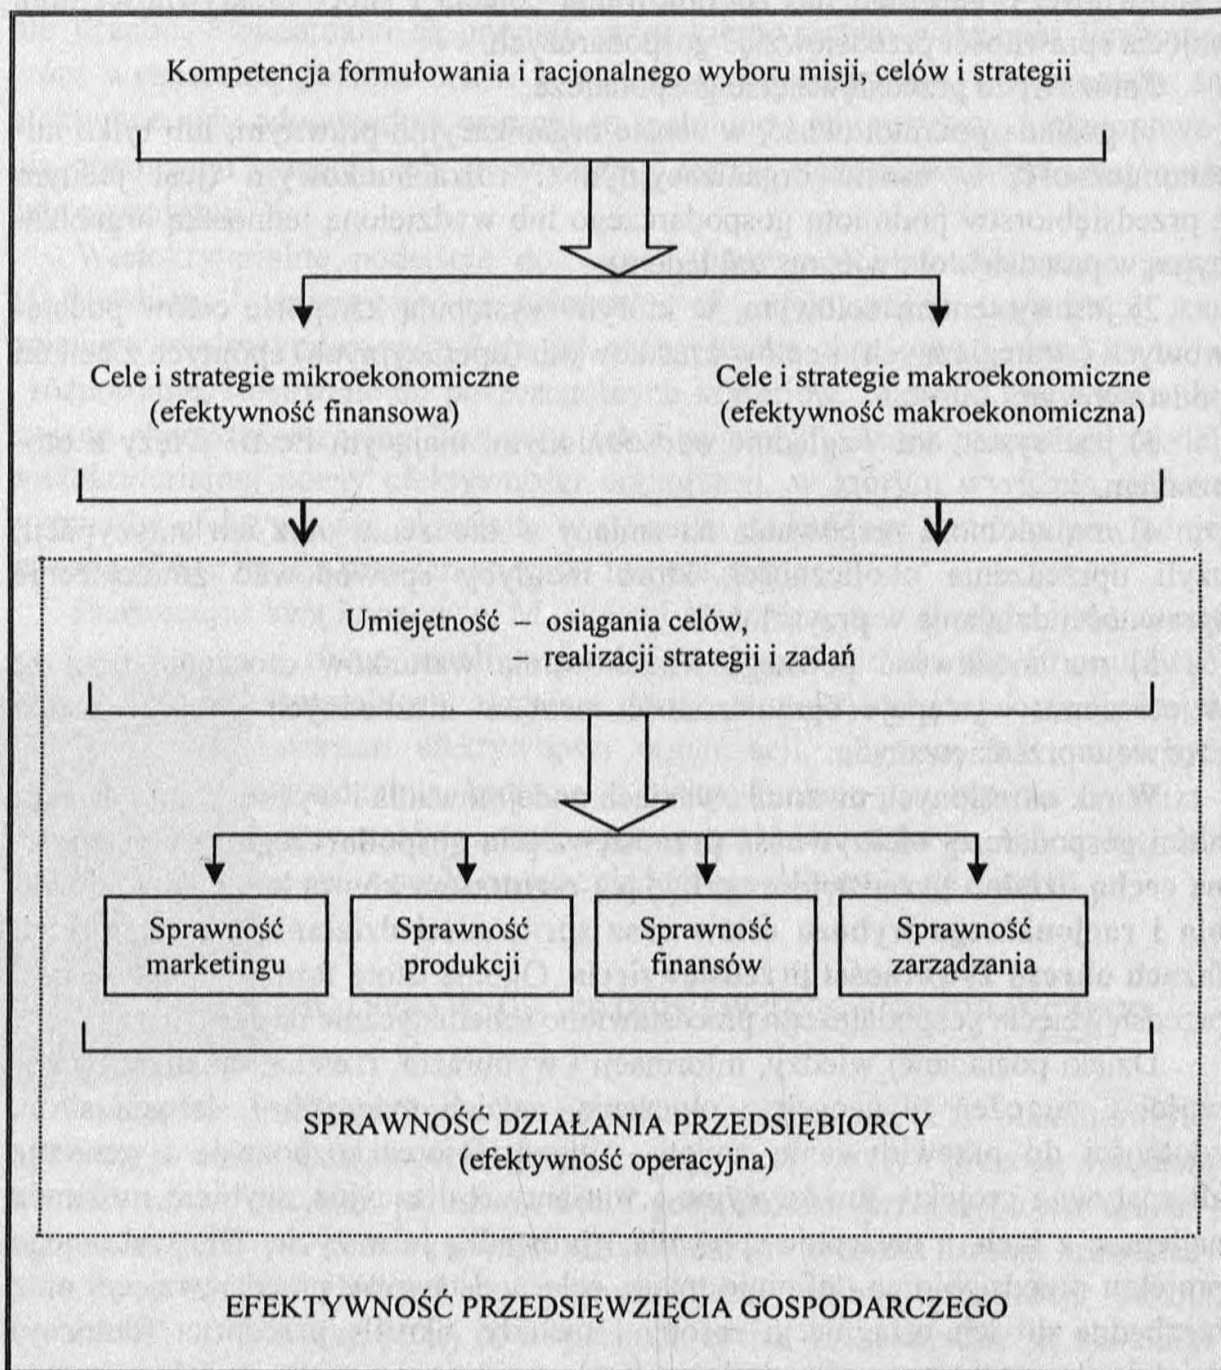 Kompetencja formułowania i racjonalnego wyboru misji, celów i strategii
Cele i strategie mikroekonomiczne
(efektywność finansowa)
Cele i strategie makroekonomiczne
(efektywność makroekonomiczna)
Umiejętność – osiągania celów,
– realizacji strategii i zadań
Sprawność
marketingu
Sprawność
produkcji
Sprawność
finansów
Sprawność
zarządzania
SPRAWNOŚĆ DZIAŁANIA PRZEDSIĘBIORCY
(efektywność operacyjna)
EFEKTYWNOŚĆ PRZEDSIĘWZIĘCIA GOSPODARCZEGO